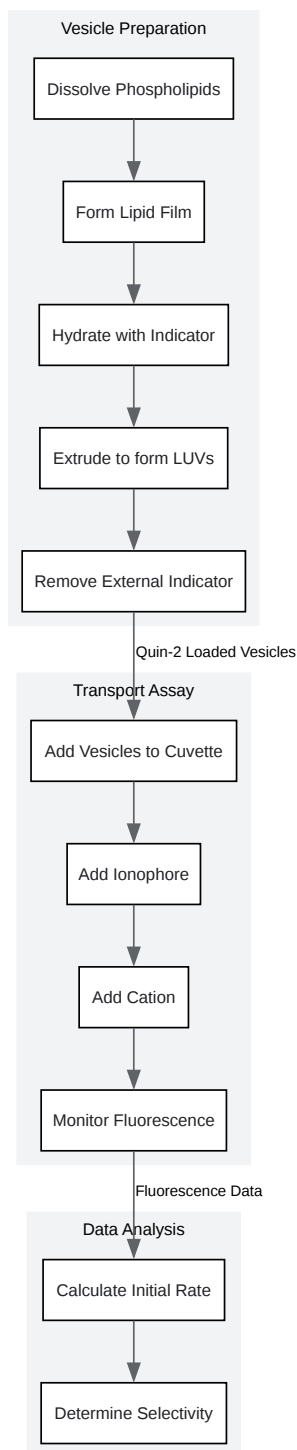 Vesicle Preparation
Dissolve Phospholipids
Form Lipid Film
Hydrate with Indicator
Extrude to form LUVs
Remove External Indicator
Quin-2 Loaded Vesicles
Transport Assay
Add Vesicles to Cuvette
Add Ionophore
Add Cation
Monitor Fluorescence
Fluorescence Data
Data Analysis
Calculate Initial Rate
Determine Selectivity